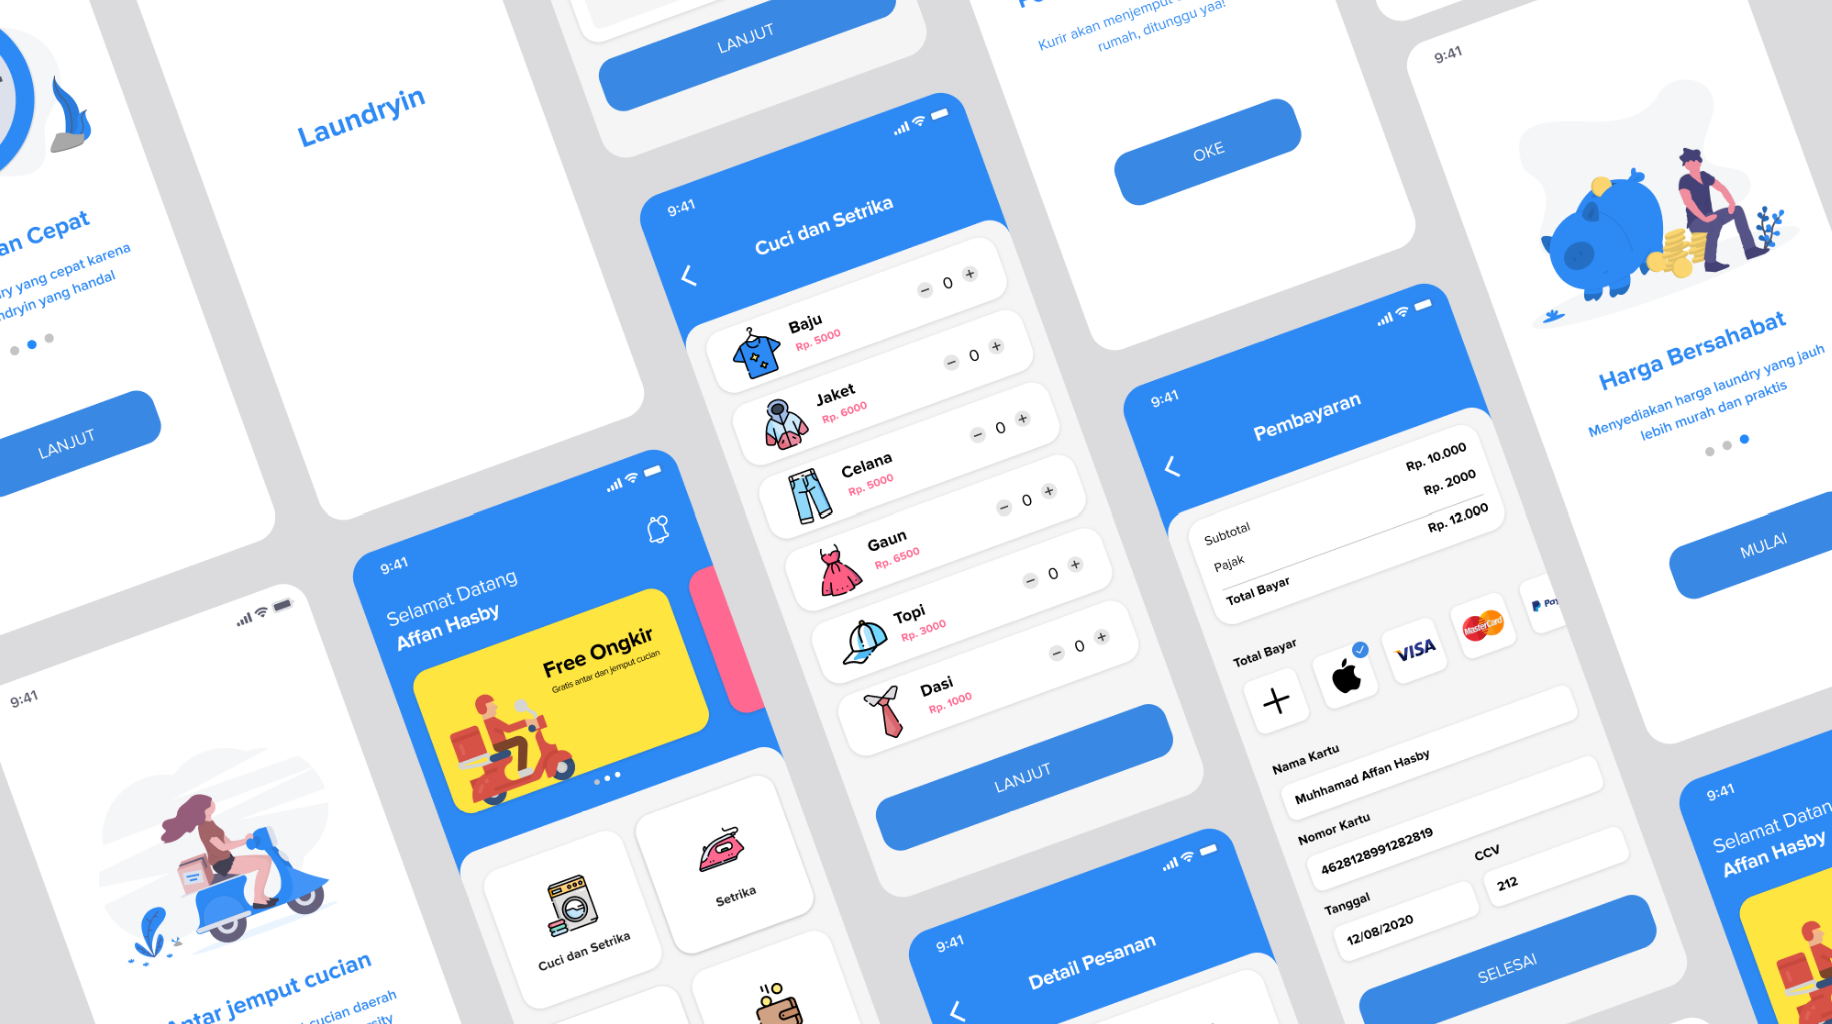 an Cepat
ry yang cepat karena
ndryin yang handal
LANJUT
Laundryin
LANJUT
Kurir akan menjemput
rumah, ditunggu yaa!
OKE
9:41
Harga Bersahabat
Menyediakan harga laundry yang jauh
lebih murah dan praktis
MULAI
9:41
Cuci dan Setrika
Baju
Rp. 5000
0
Jaket
Rp. 6000
0
Celana
Rp. 5000
0
Gaun
Rp. 6500
0
Topi
Rp. 3000
0
Dasi
Rp. 1000
0
LANJUT
9:41
Selamat Datang
Affan Hasby
Free Ongkir
Gratis antar dan jemput cucian
Cuci dan Setrika
Setrika
9:41
Antar jemput cucian
cucian daerah
9:41
Pembayaran
Subtotal Rp. 10.000
Pajak Rp. 2000
Total Bayar Rp. 12.000
Total Bayar
VISA
MasterCard
Pay
Nama Kartu
Muhhamad Affan Hasby
Nomor Kartu
4628128991282819
Tanggal CCV
12/08/2020 212
SELESAI
9:41
Detail Pesanan
9:41
Selamat Datan
Affan Hasby